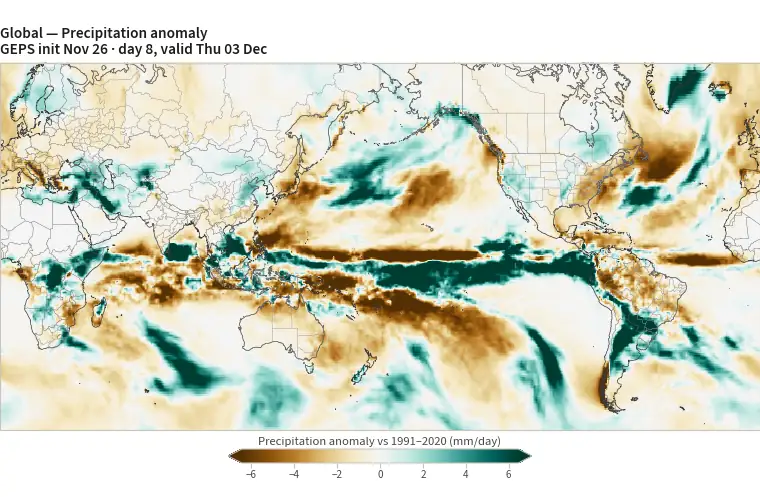 Global — Precipitation anomaly
GEPS init Nov 26 · day 8, valid Thu 03 Dec
Precipitation anomaly vs 1991–2020 (mm/day)
−6 −4 −2 0 2 4 6